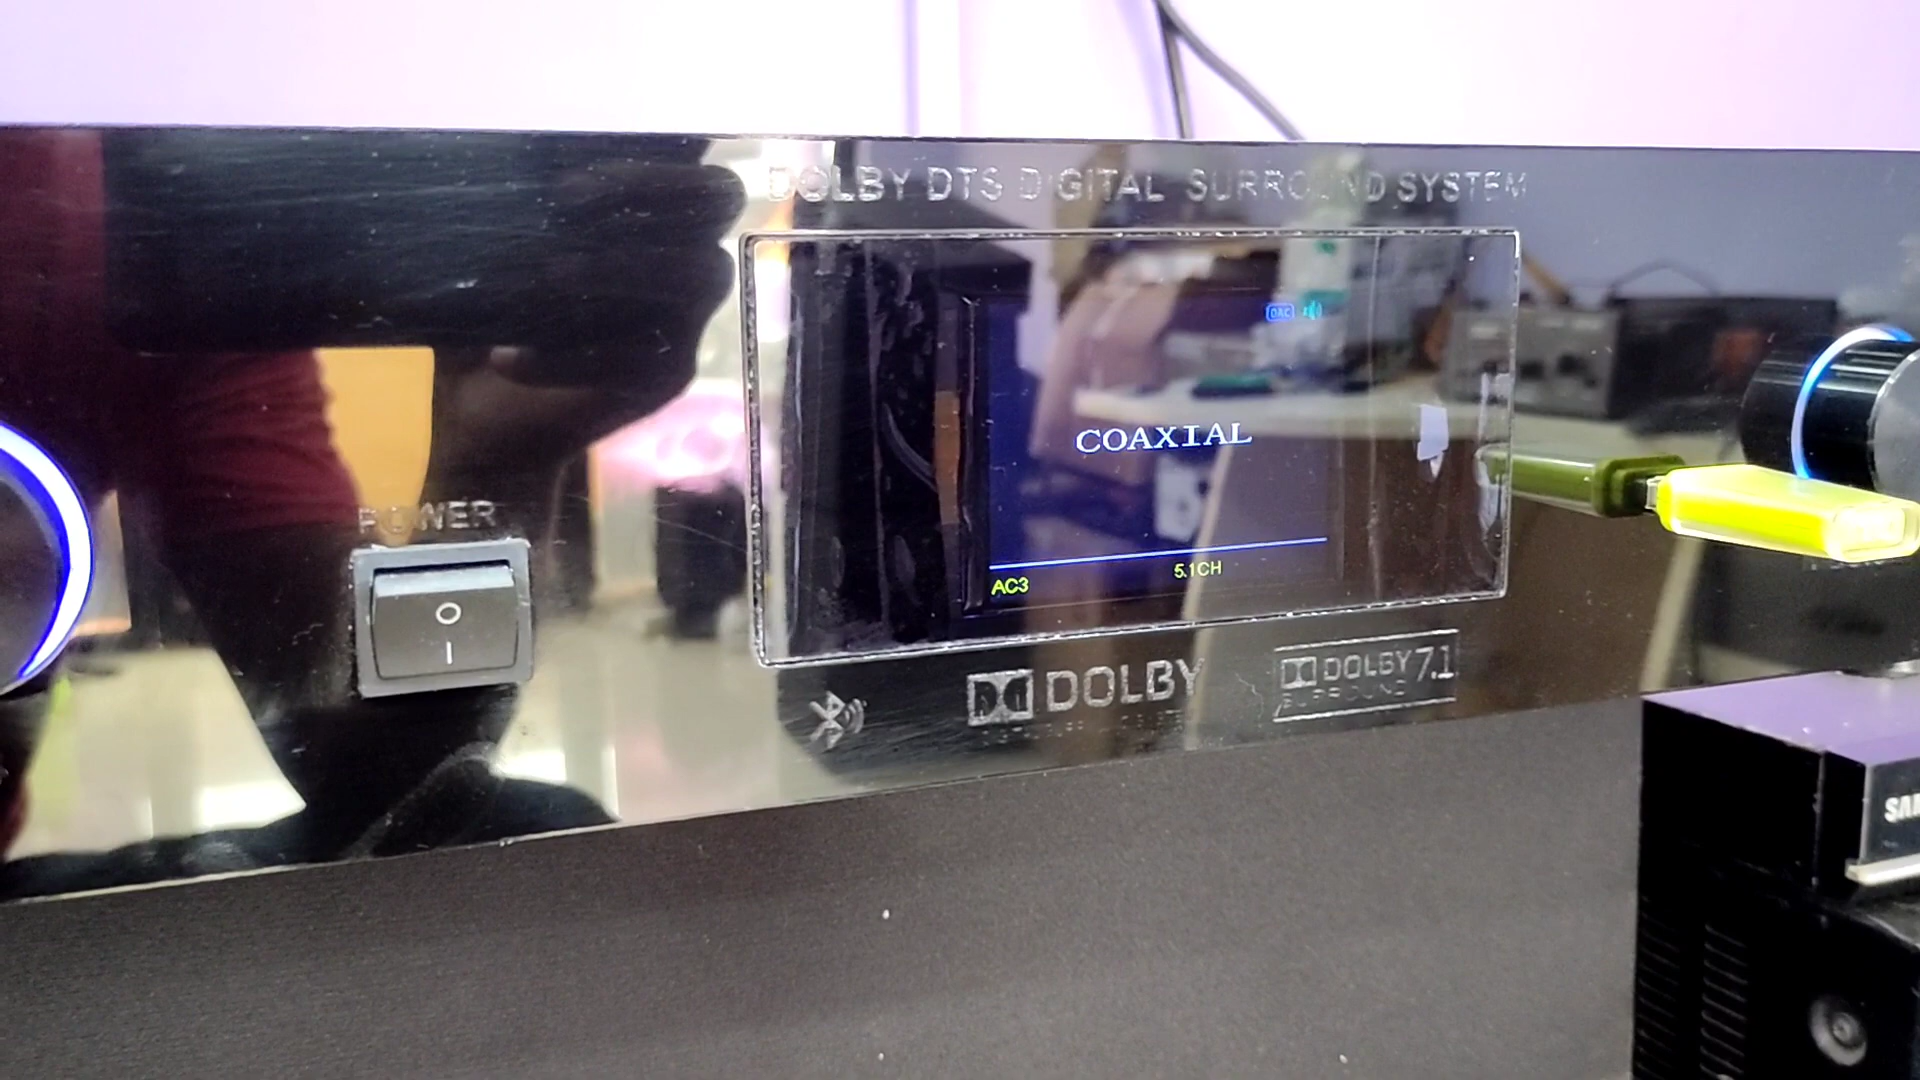 DOLBY DTS DIGITAL SURROUND SYSTEM
DAC
COAXIAL
AC3 5.1CH
POWER
DOLBY
DOLBY 7.1
SURROUND